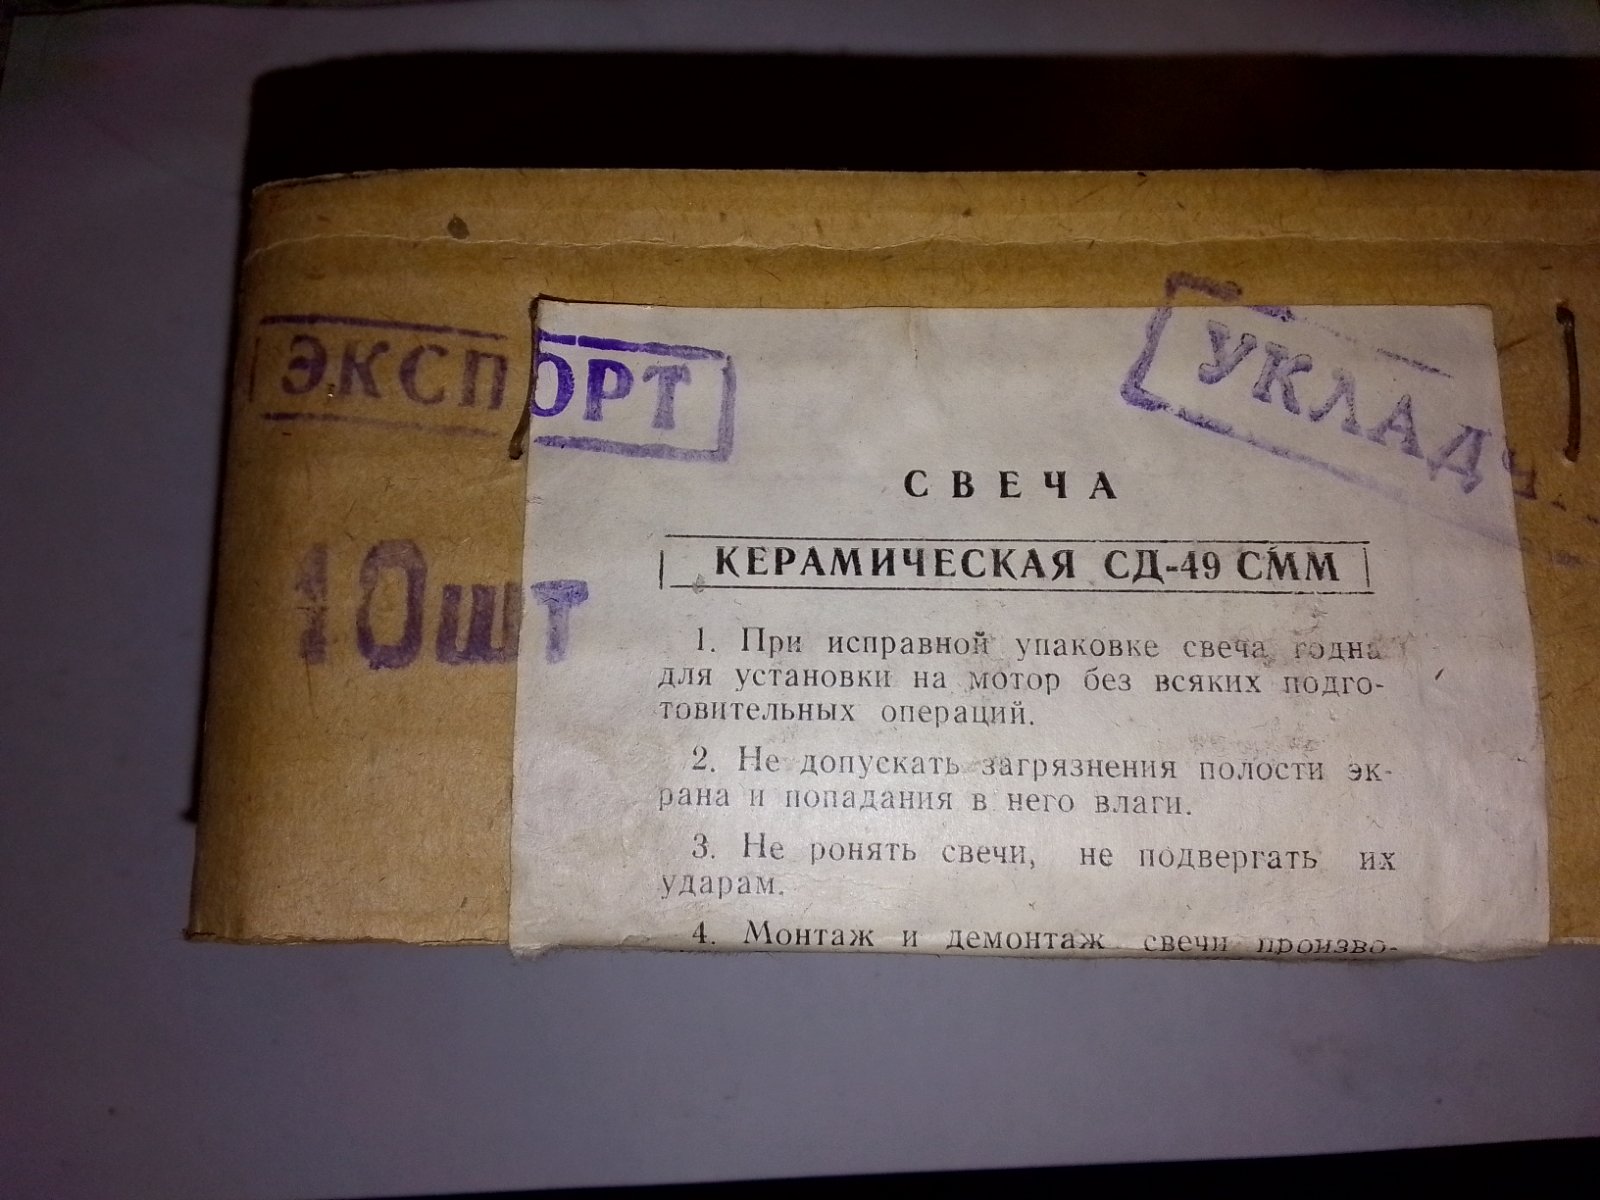 ЭКСПОРТ
УКЛАДЧ
10шт
СВЕЧА
КЕРАМИЧЕСКАЯ СД-49 СММ
1. При исправной упаковке свеча годна
для установки на мотор без всяких подго-
товительных операций.
2. Не допускать загрязнения полости эк-
рана и попадания в него влаги.
3. Не ронять свечи, не подвергать их
ударам.
4. Монтаж и демонтаж свечи произво-